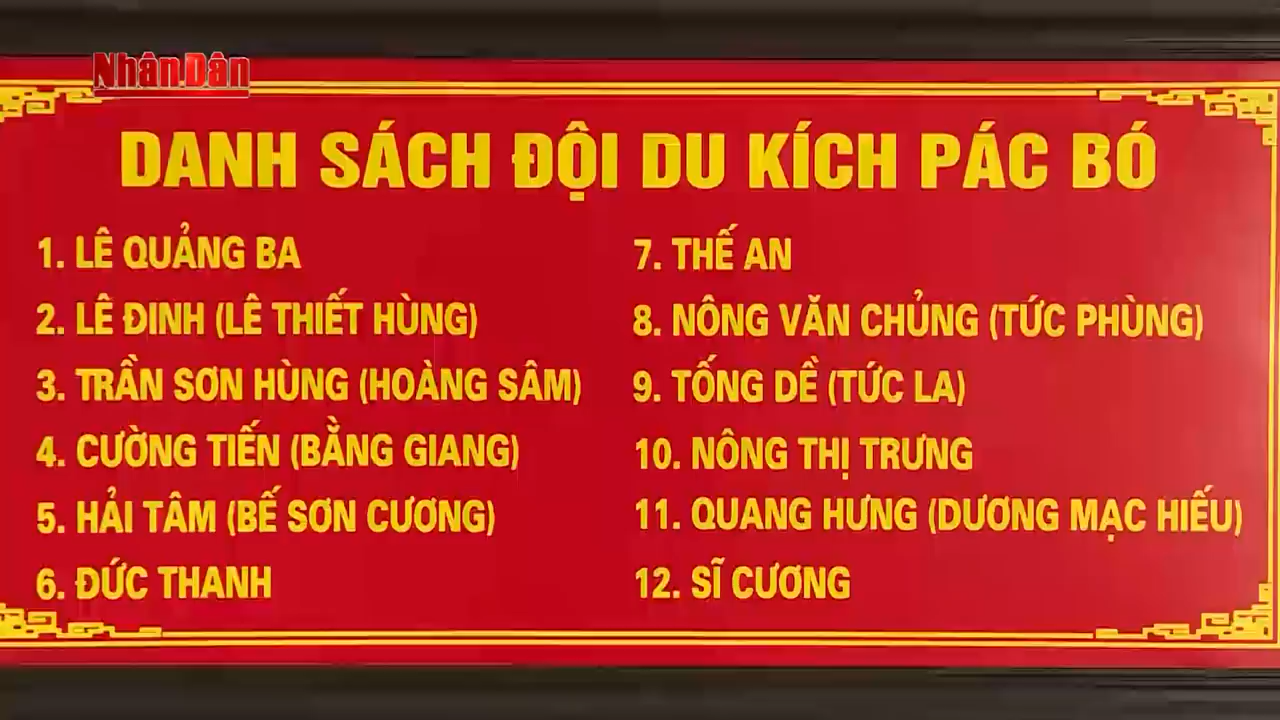 Nhân Dân
DANH SÁCH ĐỘI DU KÍCH PÁC BÓ
1. LÊ QUẢNG BA
2. LÊ ĐINH (LÊ THIẾT HÙNG)
3. TRẦN SƠN HÙNG (HOÀNG SÂM)
4. CƯỜNG TIẾN (BẰNG GIANG)
5. HẢI TÂM (BẾ SƠN CƯƠNG)
6. ĐỨC THANH
7. THẾ AN
8. NÔNG VĂN CHỦNG (TỨC PHÙNG)
9. TỐNG DỀ (TỨC LA)
10. NÔNG THỊ TRƯNG
11. QUANG HƯNG (DƯƠNG MẠC HIẾU)
12. SĨ CƯƠNG